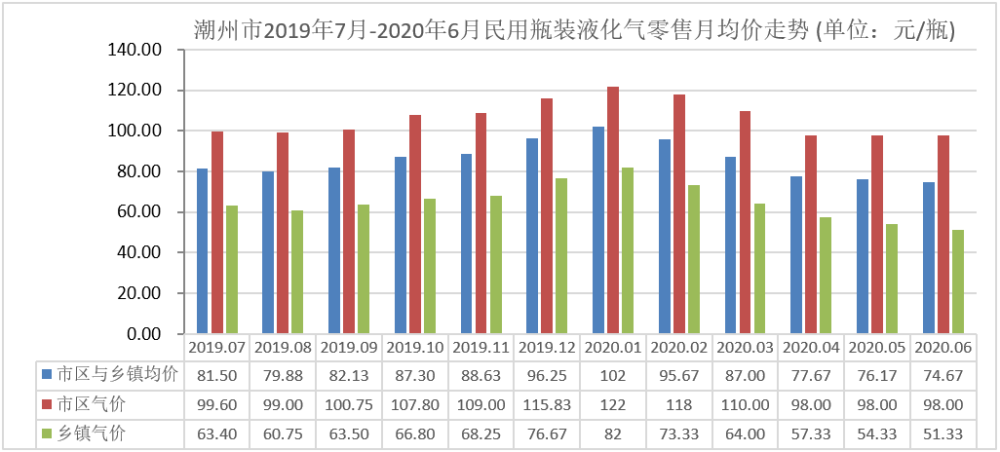 潮州市2019年7月-2020年6月民用瓶装液化气零售月均价走势 (单位：元/瓶)
140.00
120.00
100.00
80.00
60.00
40.00
20.00
0.00
2019.07 2019.08 2019.09 2019.10 2019.11 2019.12 2020.01 2020.02 2020.03 2020.04 2020.05 2020.06
市区与乡镇均价 81.50 79.88 82.13 87.30 88.63 96.25 102 95.67 87.00 77.67 76.17 74.67
市区气价 99.60 99.00 100.75 107.80 109.00 115.83 122 118 110.00 98.00 98.00 98.00
乡镇气价 63.40 60.75 63.50 66.80 68.25 76.67 82 73.33 64.00 57.33 54.33 51.33